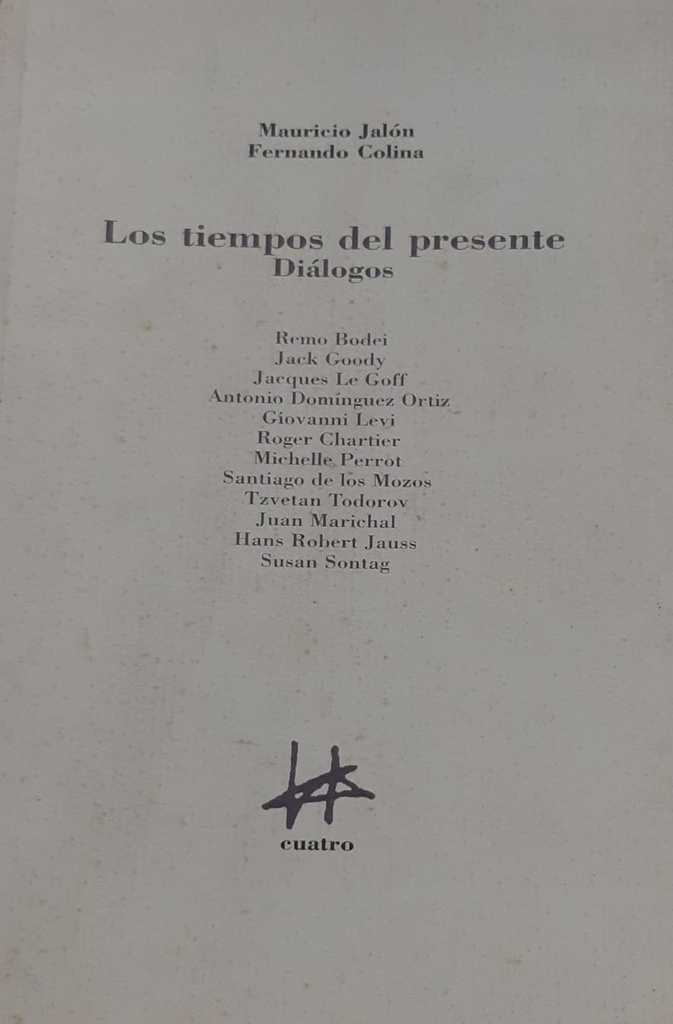 Mauricio Jalón
Fernando Colina
Los tiempos del presente
Diálogos
Remo Bodei
Jack Goody
Jacques Le Goff
Antonio Domínguez Ortiz
Giovanni Levi
Roger Chartier
Michelle Perrot
Santiago de los Mozos
Tzvetan Todorov
Juan Marichal
Hans Robert Jauss
Susan Sontag
cuatro